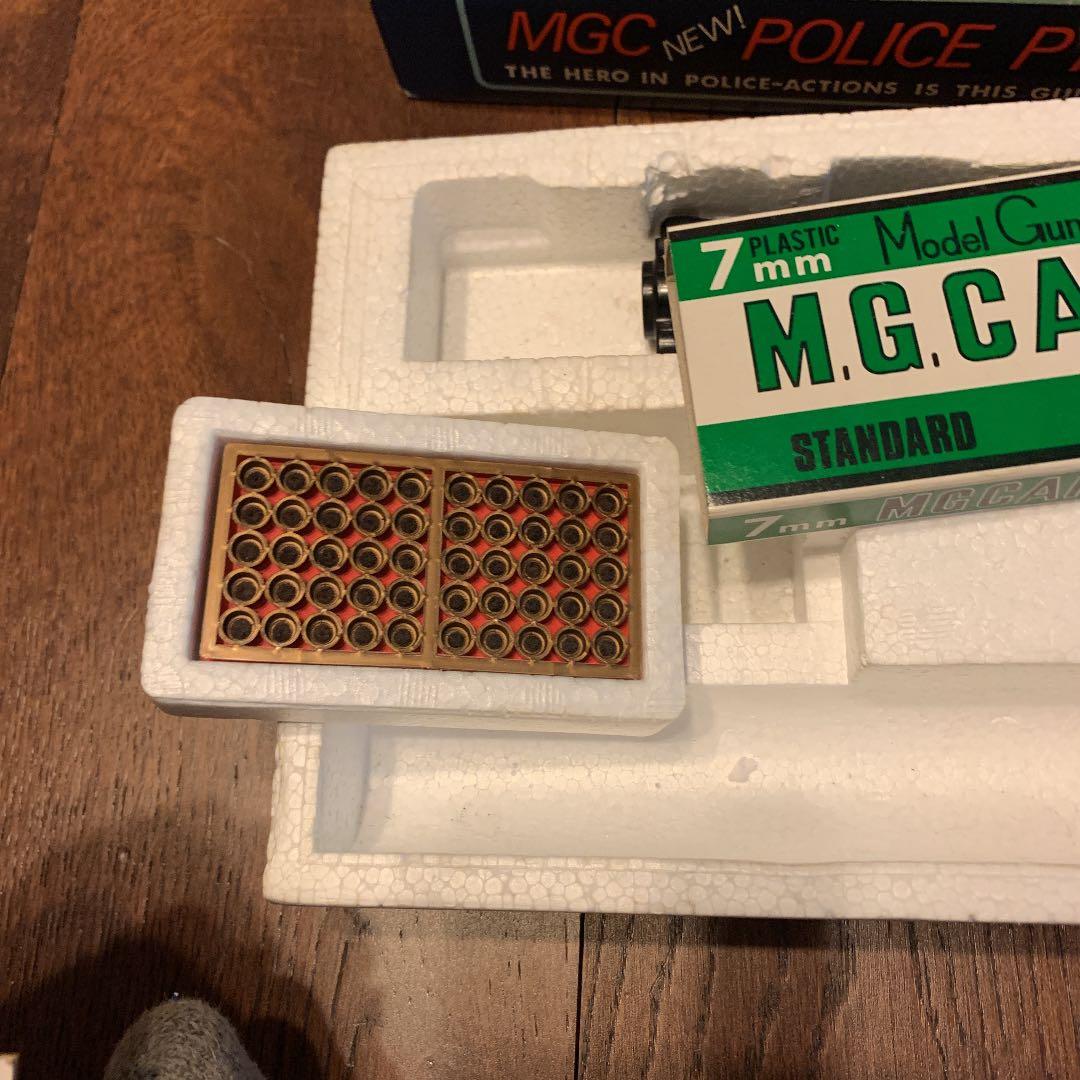 MGC NEW! POLICE
THE HERO IN POLICE-ACTIONS IS THIS
7 mm PLASTIC Model Gun
M.G.CA
STANDARD
7mm MGCA